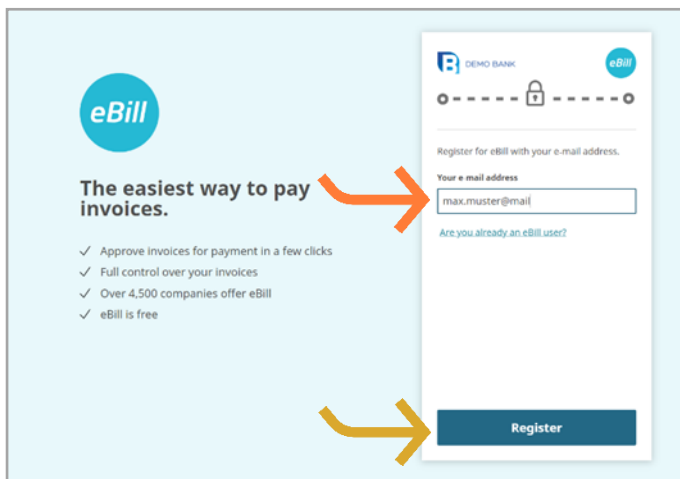 eBill
The easiest way to pay
invoices.
Approve invoices for payment in a few clicks
Full control over your invoices
Over 4,500 companies offer eBill
eBill is free
DEMO BANK
eBill
Register for eBill with your e-mail address.
Your e-mail address
max.muster@mail
Are you already an eBill user?
Register